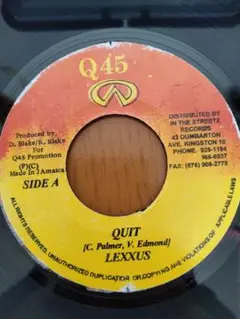 Q45
Produced by
D. Blake/R. Blake
For
Q45 Promotion
(P)(C)
Made in Jamaica
SIDE A
DISTRIBUTED BY
IN THE STREETZ
RECORDS
43 DUMBARTON
AVE, KINGSTON 10
PHONE: 929-1194
968-6937
FAX: (876) 908-2775
QUIT
[C. Palmer, V. Edmond]
LEXXUS
ALL RIGHTS RESERVED. UNAUTHORIZED DUPLICATION OR COPYING ARE VIOLATIONS OF APPLICABLE LAWS